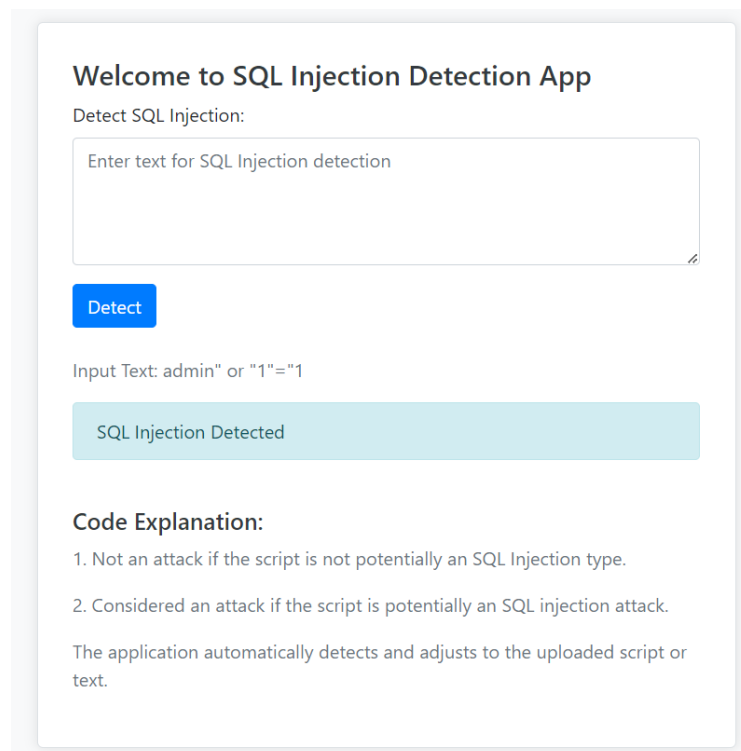 Welcome to SQL Injection Detection App
Detect SQL Injection:
Enter text for SQL Injection detection
Detect
Input Text: admin" or "1"="1
SQL Injection Detected
Code Explanation:
1. Not an attack if the script is not potentially an SQL Injection type.
2. Considered an attack if the script is potentially an SQL injection attack.
The application automatically detects and adjusts to the uploaded script or
text.